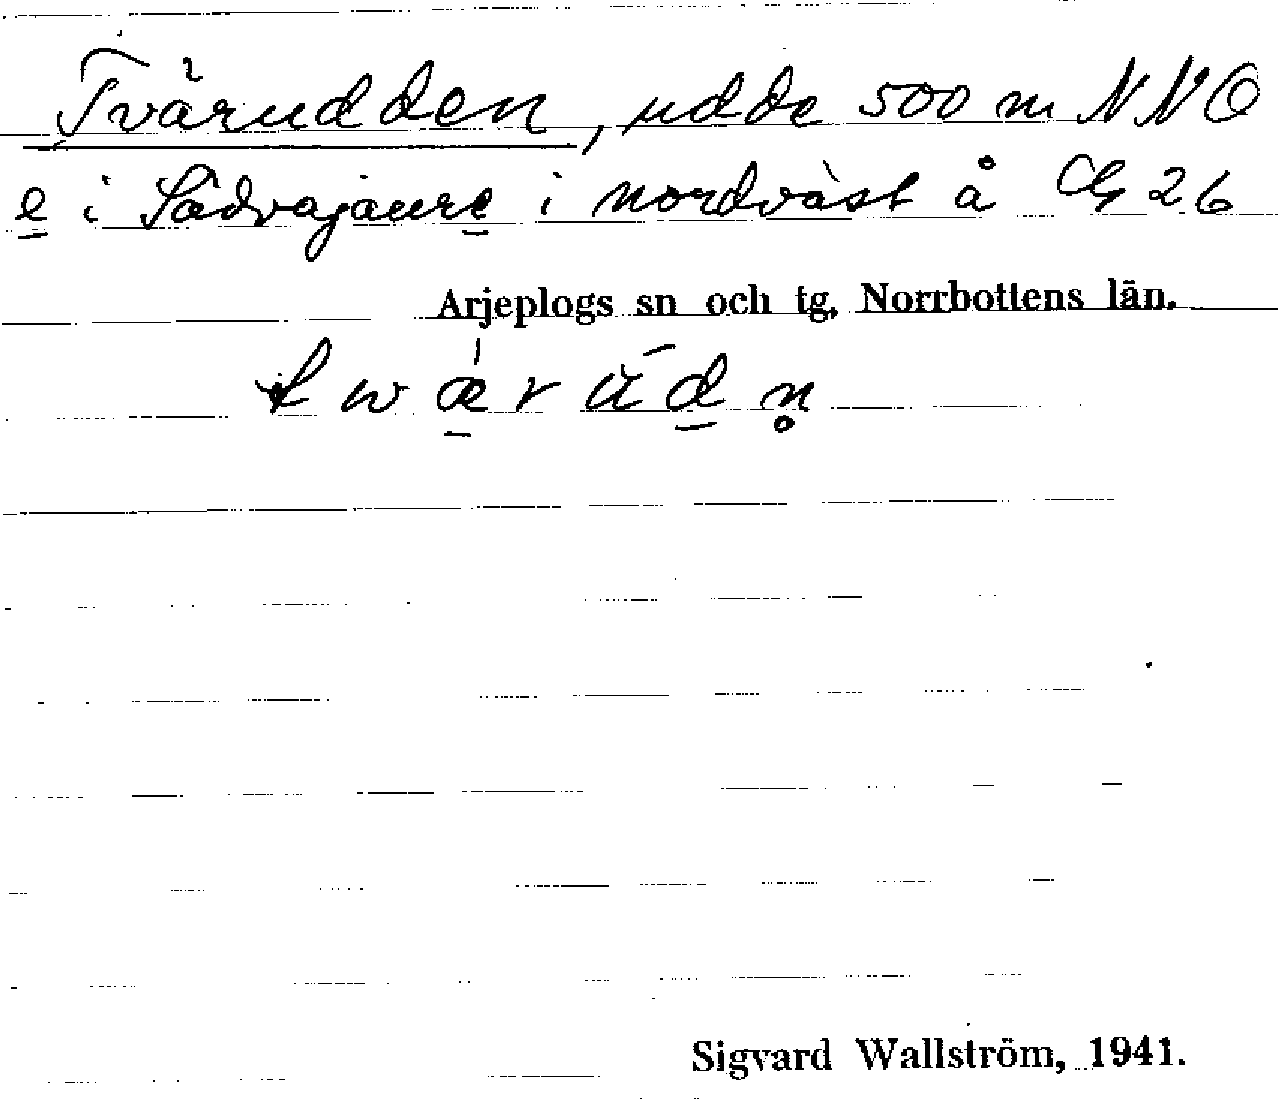 Tvärudden, udde 500 m NNO
e i Sädvajaure i nordväst å CG 26
Arjeplogs sn och tg, Norrbottens län.
Sigvard Wallström, 1941.